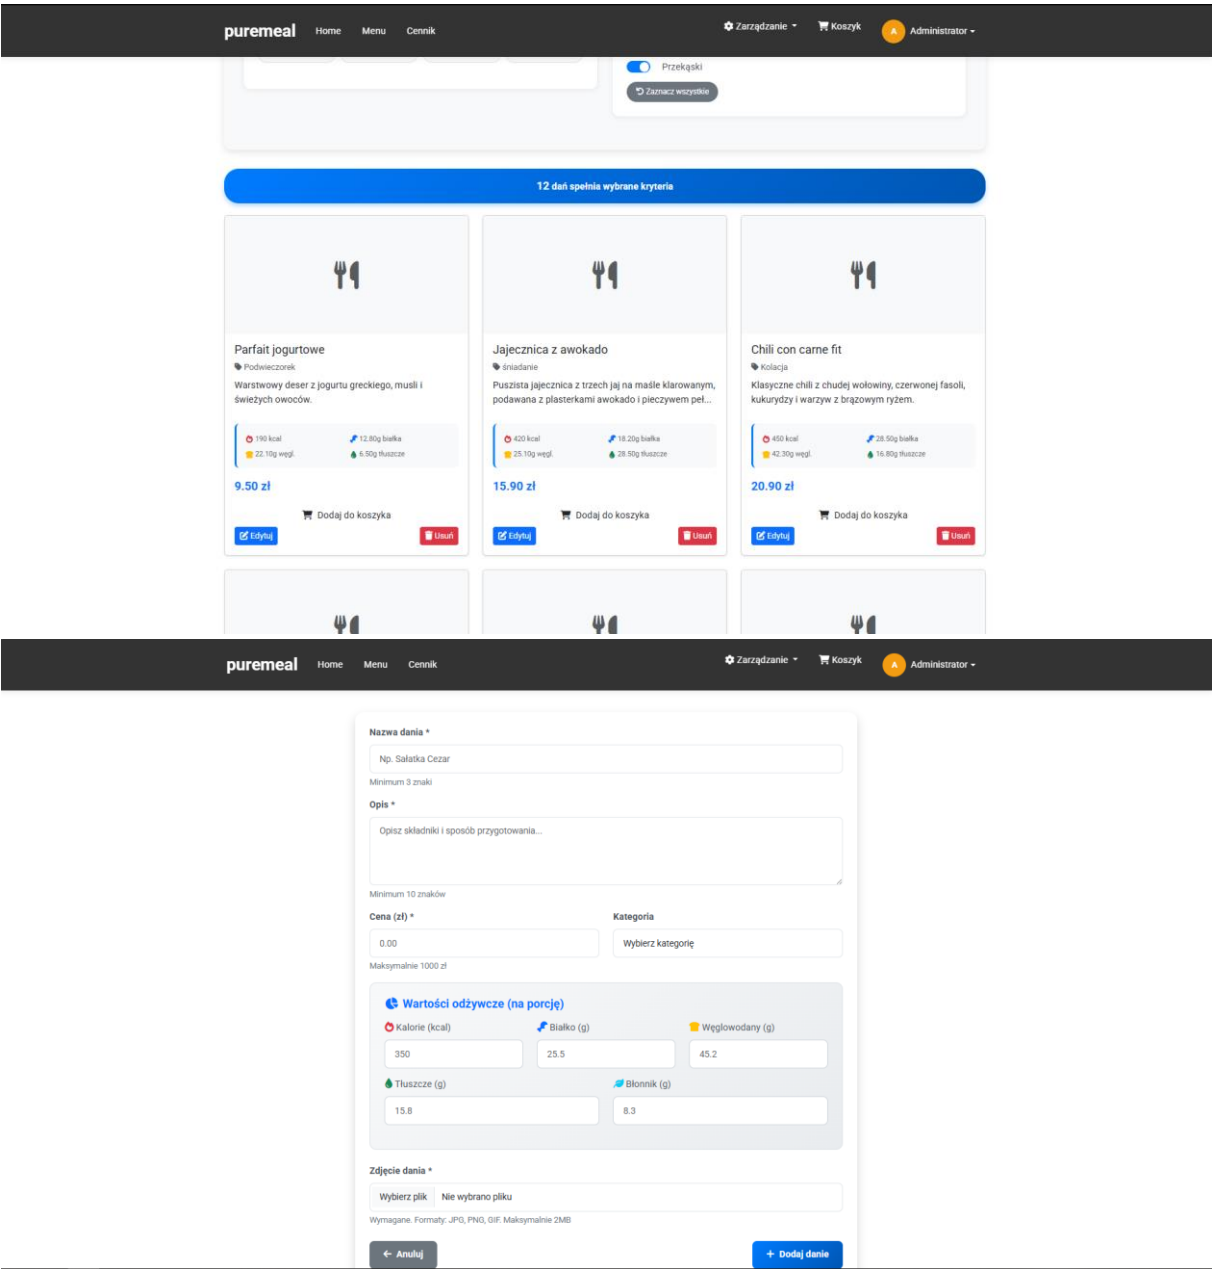 puremeal Home Menu Cennik Zarządzanie Koszyk A Administrator
Przekąski
Zaznacz wszystkie
12 dań spełnia wybrane kryteria
Parfait jogurtowe
Podwieczorek
Warstwowy deser z jogurtu greckiego, musli i
świeżych owoców.
190 kcal 12.80g białka
22.10g węgl. 6.50g tłuszcze
9.50 zł
Dodaj do koszyka
Edytuj Usuń
Jajecznica z awokado
śniadanie
Puszista jajecznica z trzech jaj na maśle klarowanym,
podawana z plasterkami awokado i pieczywem peł...
420 kcal 18.20g białka
25.10g węgl. 28.50g tłuszcze
15.90 zł
Dodaj do koszyka
Edytuj Usuń
Chili con carne fit
Kolacja
Klasyczne chili z chudej wołowiny, czerwonej fasoli,
kukurydzy i warzyw z brązowym ryżem.
450 kcal 28.50g białka
42.30g węgl. 16.80g tłuszcze
20.90 zł
Dodaj do koszyka
Edytuj Usuń
puremeal Home Menu Cennik Zarządzanie Koszyk A Administrator
Nazwa dania *
Np. Sałatka Cezar
Minimum 3 znaki
Opis *
Opisz składniki i sposób przygotowania...
Minimum 10 znaków
Cena (zł) * Kategoria
0.00 Wybierz kategorię
Maksymalnie 1000 zł
Wartości odżywcze (na porcję)
Kalorie (kcal) Białko (g) Węglowodany (g)
350 25.5 45.2
Tłuszcze (g) Błonnik (g)
15.8 8.3
Zdjęcie dania *
Wybierz plik Nie wybrano pliku
Wymagane. Formaty: JPG, PNG, GIF. Maksymalnie 2MB
← Anuluj + Dodaj danie